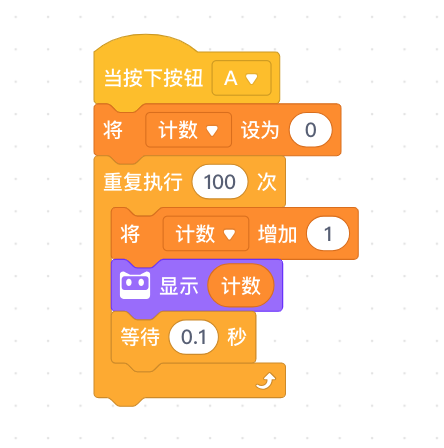 当按下按钮 A
将 计数 设为 0
重复执行 100 次
将 计数 增加 1
显示 计数
等待 0.1 秒